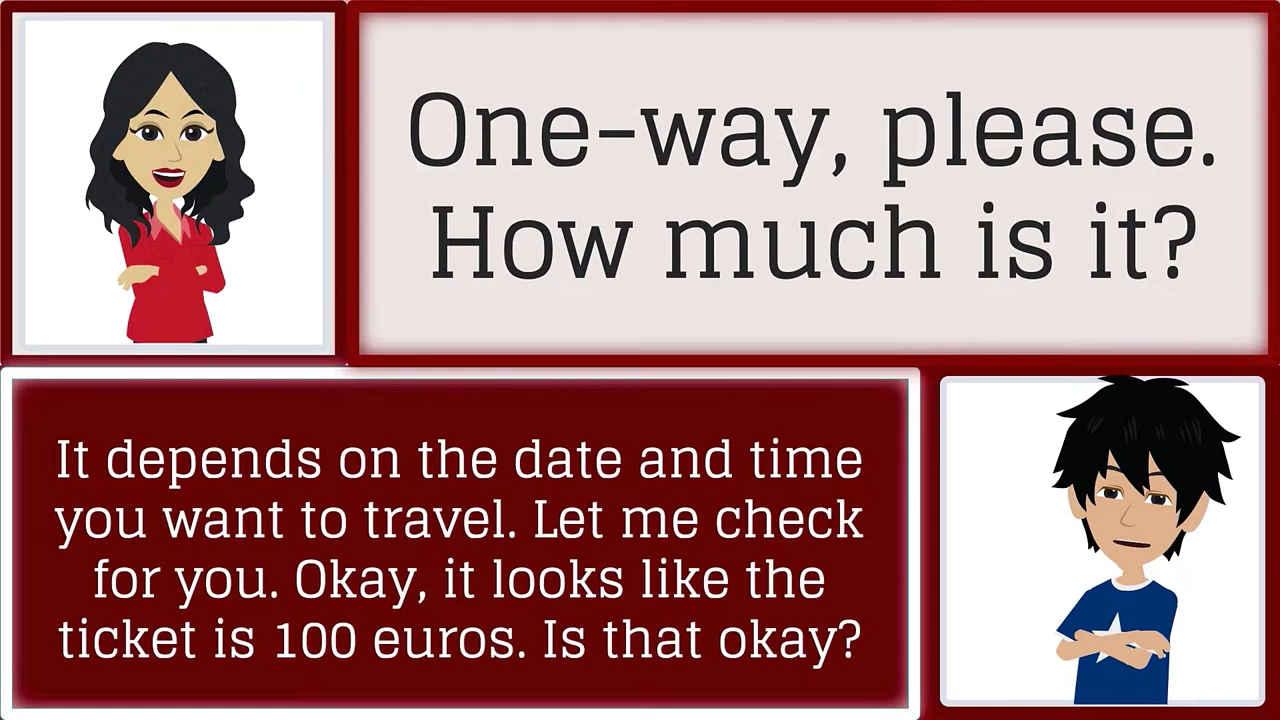 One-way, please.
How much is it?
It depends on the date and time
you want to travel. Let me check
for you. Okay, it looks like the
ticket is 100 euros. Is that okay?